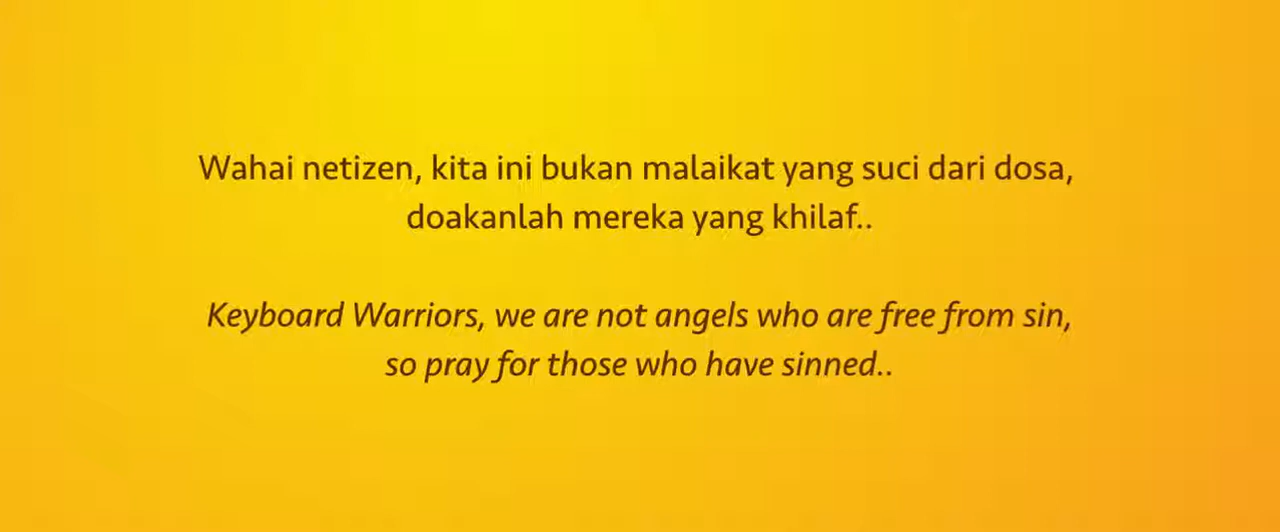 Wahai netizen, kita ini bukan malaikat yang suci dari dosa,
doakanlah mereka yang khilaf..
Keyboard Warriors, we are not angels who are free from sin,
so pray for those who have sinned..